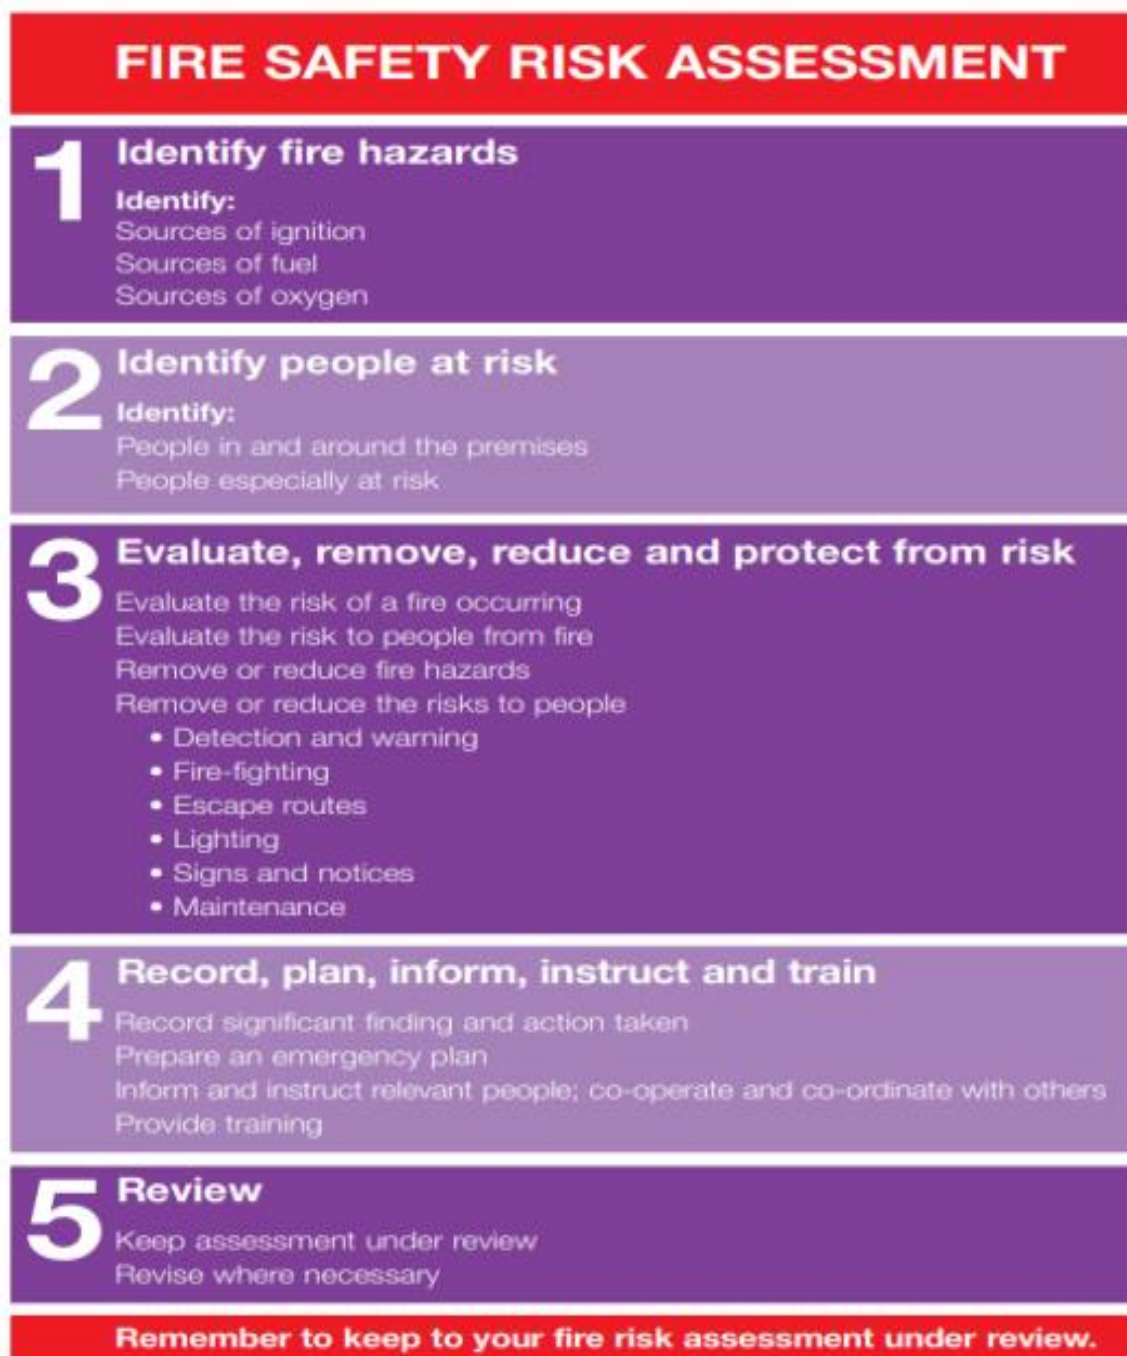 FIRE SAFETY RISK ASSESSMENT
1
Identify fire hazards
Identify:
Sources of ignition
Sources of fuel
Sources of oxygen
2
Identify people at risk
Identify:
People in and around the premises
People especially at risk
3
Evaluate, remove, reduce and protect from risk
Evaluate the risk of a fire occurring
Evaluate the risk to people from fire
Remove or reduce fire hazards
Remove or reduce the risks to people
• Detection and warning
• Fire-fighting
• Escape routes
• Lighting
• Signs and notices
• Maintenance
4
Record, plan, inform, instruct and train
Record significant finding and action taken
Prepare an emergency plan
Inform and instruct relevant people; co-operate and co-ordinate with others
Provide training
5
Review
Keep assessment under review
Revise where necessary
Remember to keep to your fire risk assessment under review.